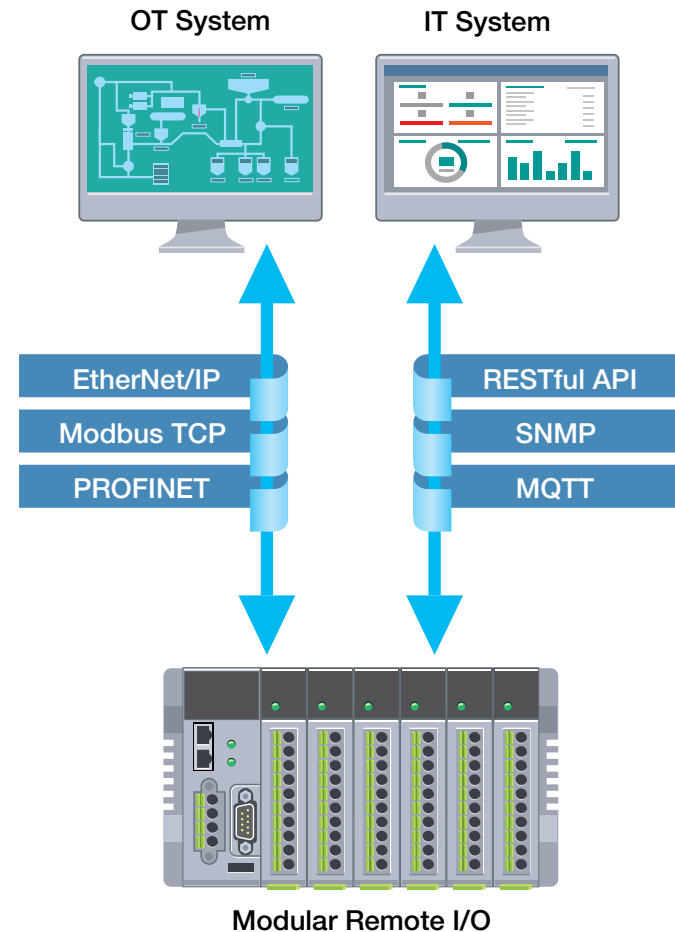 OT System
IT System
EtherNet/IP
Modbus TCP
PROFINET
RESTful API
SNMP
MQTT
Modular Remote I/O